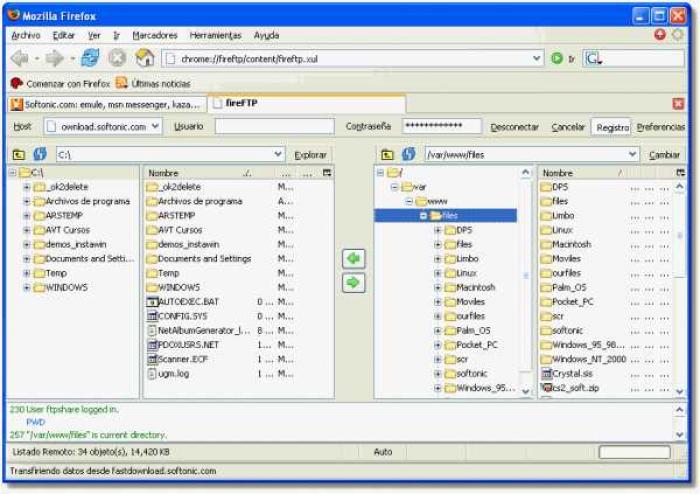 Mozilla Firefox
Archivo Editar Ver Ir Marcadores Herramientas Ayuda
chrome://fireftp/content/fireftp.xul
Ir
G
Comenzar con Firefox Últimas noticias
Softonic.com: emule, msn messenger, kaza...
fireFTP
Host ownload.softonic.com Usuario Contraseña ************ Desconectar Cancelar Registro Preferencias
C:\ Explorar
/var/www/files Cambiar
C:\
_ok2delete
Archivos de programa
ARSTEMP
AVT Cursos
demos_instawin
Documents and Setti...
Temp
WINDOWS
Nombre ... ...
_ok2delete M...
Archivos de programa A...
ARSTEMP M...
AVT Cursos M...
demos_instawin M...
Documents and Settings M...
Temp M...
WINDOWS M...
AUTOEXEC.BAT 0 ... M...
CONFIG.SYS 0 ... M...
NetAlbumGenerator_I... 8 ... M...
PDOXUSRS.NET 1... M...
Scanner.ECF 1... M...
ugm.log 1 ... M...
/
var
www
files
DPS
files
Limbo
Linux
Macintosh
Moviles
ourfiles
Palm_OS
Pocket_PC
scr
softonic
Windows_95...
Nombre ... ... ...
DPS ... ... ...
files ... ... ...
Limbo ... ... ...
Linux ... ... ...
Macintosh ... ... ...
Moviles ... ... ...
ourfiles ... ... ...
Palm_OS ... ... ...
Pocket_PC ... ... ...
scr ... ... ...
softonic ... ... ...
Windows_95_98... ... ... ...
Windows_NT_2000 ... ... ...
Crystal.sis ... ... ...
cs2_soft.zip ... ... ...
230 User ftpshare logged in.
PWD
257 "/var/www/files" is current directory.
Listado Remoto: 34 objeto(s), 14,420 KB Auto
Transfiriendo datos desde fastdownload.softonic.com